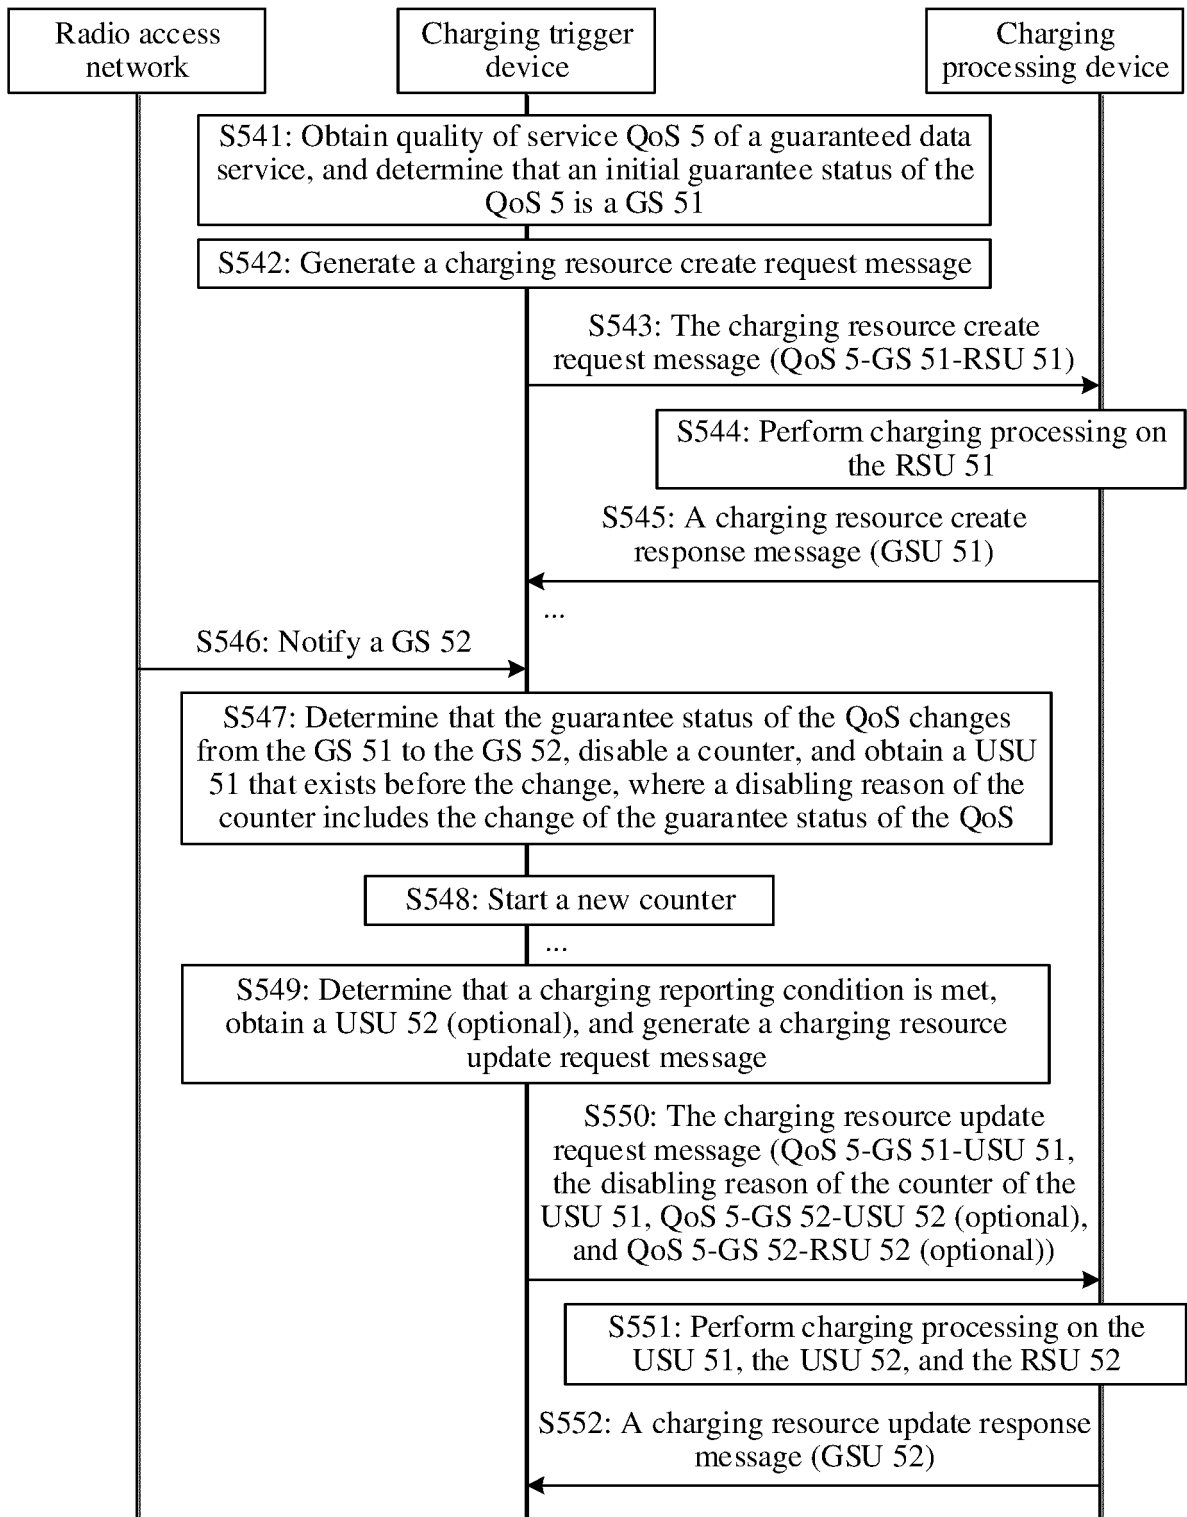 Radio access
network
Charging trigger
device
Charging
processing device
S541: Obtain quality of service QoS 5 of a guaranteed data
service, and determine that an initial guarantee status of the
QoS 5 is a GS 51
S542: Generate a charging resource create request message
S543: The charging resource create
request message (QoS 5-GS 51-RSU 51)
S544: Perform charging processing on
the RSU 51
S545: A charging resource create
response message (GSU 51)
...
S546: Notify a GS 52
S547: Determine that the guarantee status of the QoS changes
from the GS 51 to the GS 52, disable a counter, and obtain a USU
51 that exists before the change, where a disabling reason of the
counter includes the change of the guarantee status of the QoS
S548: Start a new counter
...
S549: Determine that a charging reporting condition is met,
obtain a USU 52 (optional), and generate a charging resource
update request message
S550: The charging resource update
request message (QoS 5-GS 51-USU 51,
the disabling reason of the counter of the
USU 51, QoS 5-GS 52-USU 52 (optional),
and QoS 5-GS 52-RSU 52 (optional))
S551: Perform charging processing on the
USU 51, the USU 52, and the RSU 52
S552: A charging resource update response
message (GSU 52)